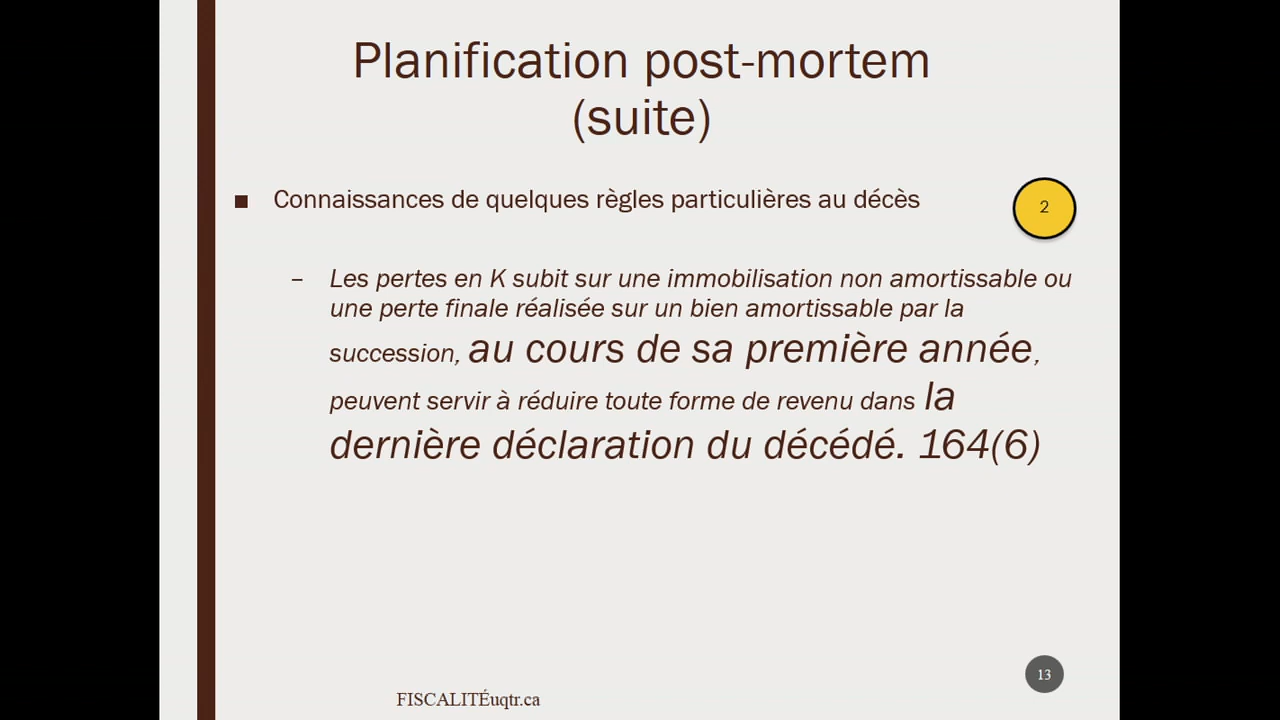 Planification post-mortem
(suite)
■ Connaissances de quelques règles particulières au décès
2
– Les pertes en K subit sur une immobilisation non amortissable ou
une perte finale réalisée sur un bien amortissable par la
succession, au cours de sa première année,
peuvent servir à réduire toute forme de revenu dans la
dernière déclaration du décédé. 164(6)
13
FISCALITÉuqtr.ca